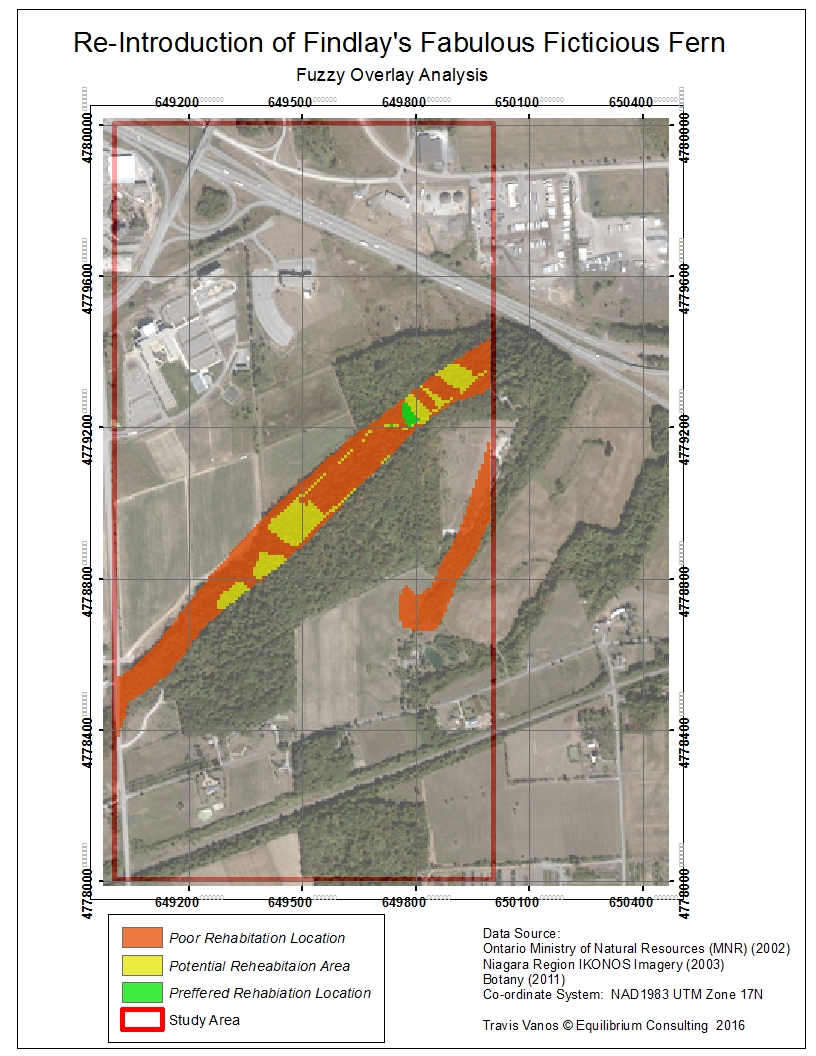 Re-Introduction of Findlay's Fabulous Ficticious Fern
Fuzzy Overlay Analysis
649200 649500 649800 650100 650400
4780000 4780000
4779600 4779600
4779200 4779200
4778800 4778800
4778400 4778400
4778000 4778000
649200 649500 649800 650100 650400
Poor Rehabitation Location
Potential Reheabitaion Area
Preffered Rehabiation Location
Study Area
Data Source:
Ontario Ministry of Natural Resources (MNR) (2002)
Niagara Region IKONOS Imagery (2003)
Botany (2011)
Co-ordinate System:  NAD1983 UTM Zone 17N
Travis Vanos © Equilibrium Consulting  2016